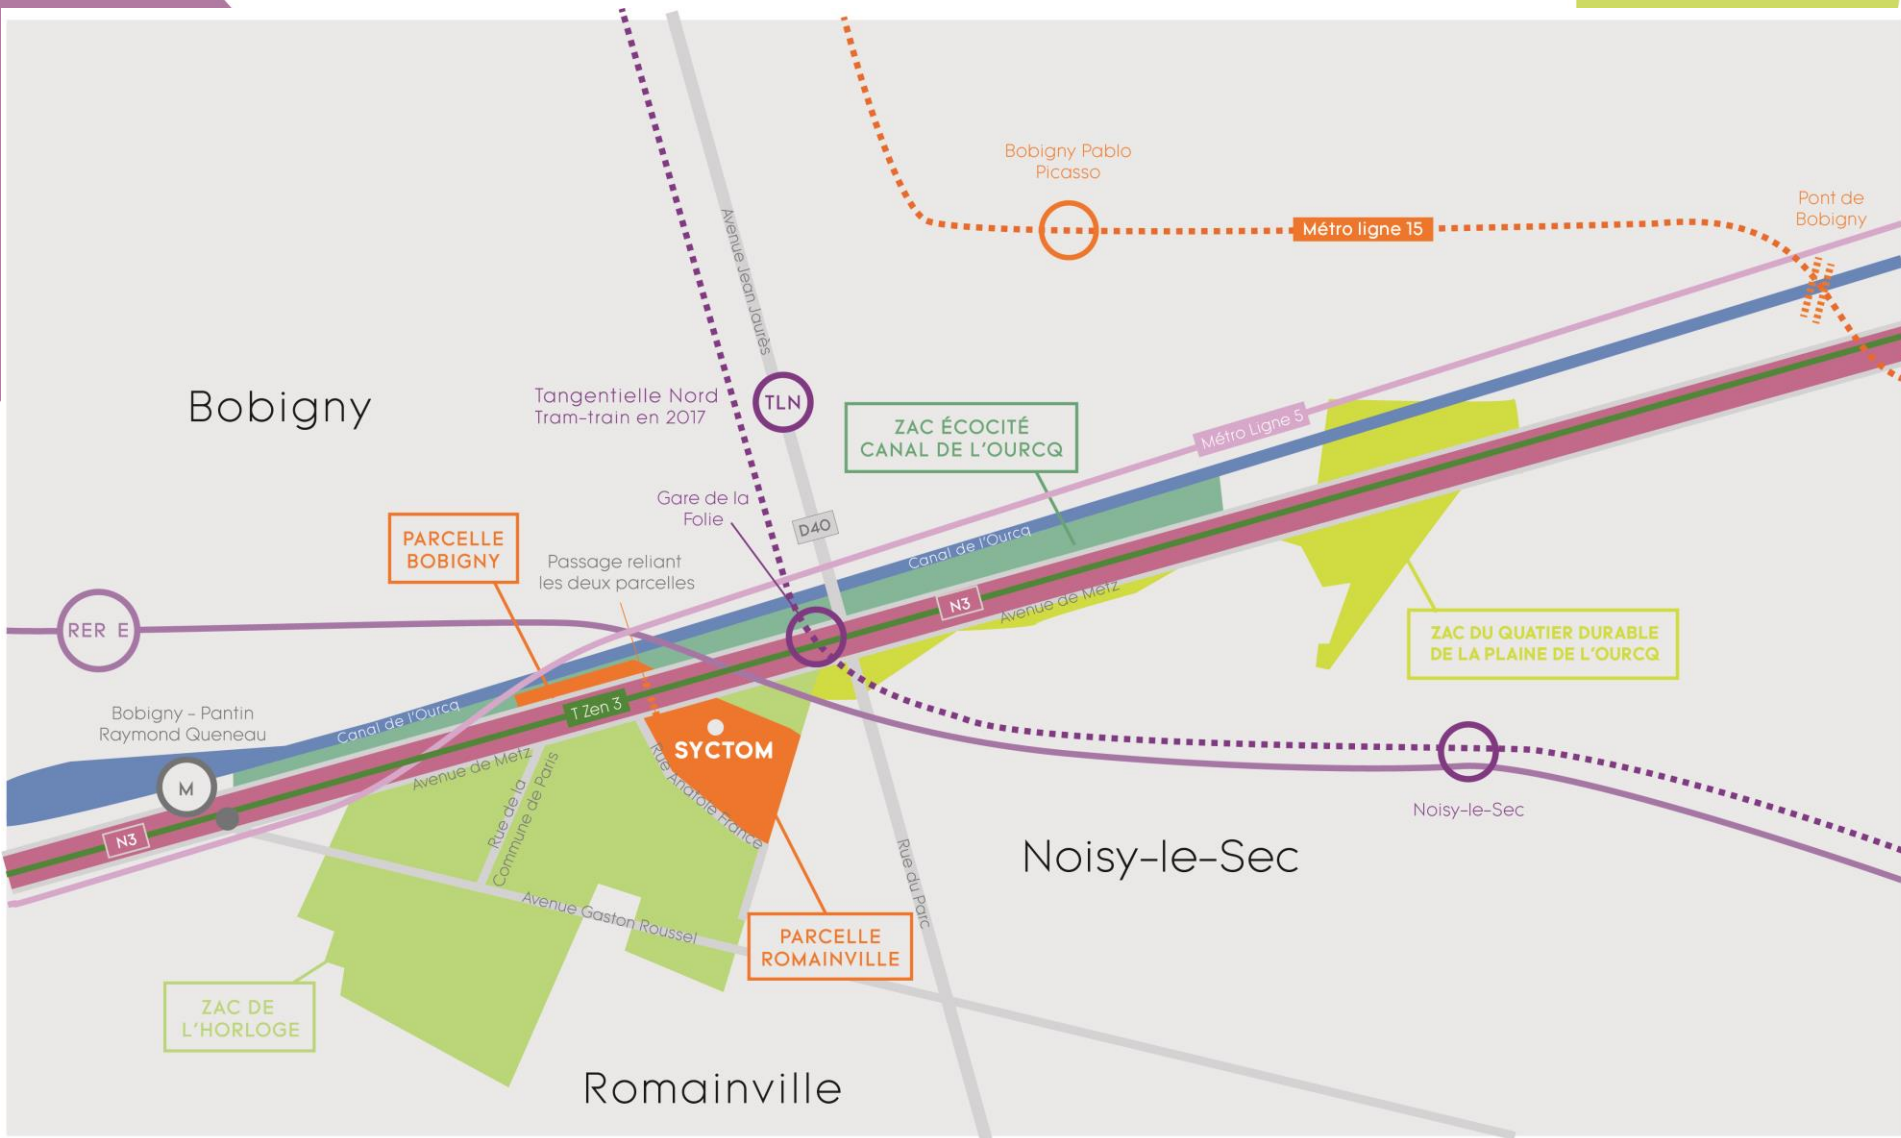 Bobigny Pablo
Picasso
Pont de
Bobigny
Métro ligne 15
Avenue Jean Jaurès
Bobigny
Tangentielle Nord
Tram-train en 2017
TLN
ZAC ÉCOCITÉ
CANAL DE L'OURCQ
Métro Ligne 5
Gare de la
Folie
D40
PARCELLE
BOBIGNY
Passage reliant
les deux parcelles
Canal de l'Ourcq
N3
Avenue de Metz
RER E
ZAC DU QUATIER DURABLE
DE LA PLAINE DE L'OURCQ
Bobigny - Pantin
Raymond Queneau
Canal de l'Ourcq
T Zen 3
SYCTOM
M
Avenue de Metz
Rue de la
Commune de Paris
Rue Anatole France
N3
Noisy-le-Sec
Noisy-le-Sec
Rue du Parc
Avenue Gaston Roussel
PARCELLE
ROMAINVILLE
ZAC DE
L'HORLOGE
Romainville